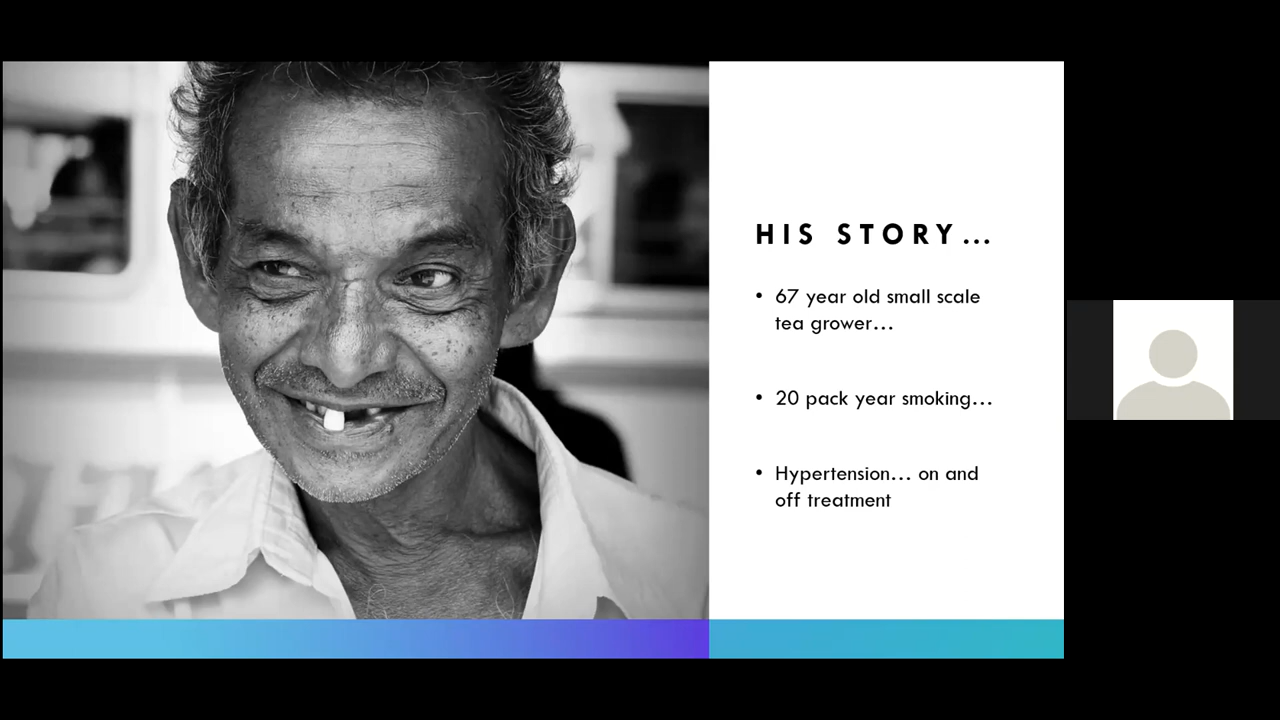 HIS STORY...
• 67 year old small scale
tea grower...
• 20 pack year smoking...
• Hypertension... on and
off treatment